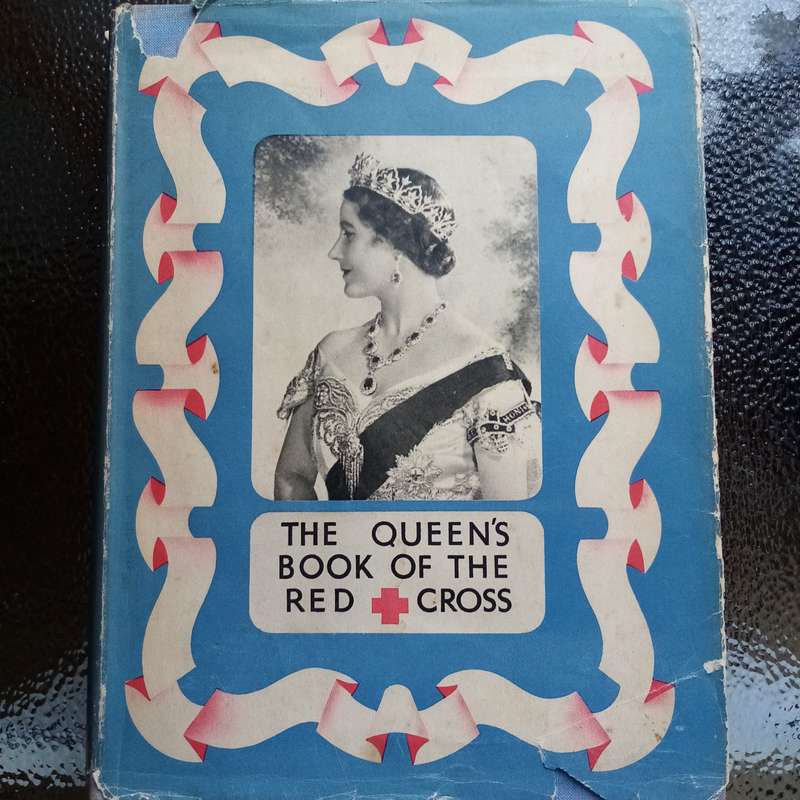 THE QUEEN'S
BOOK OF THE
RED CROSS